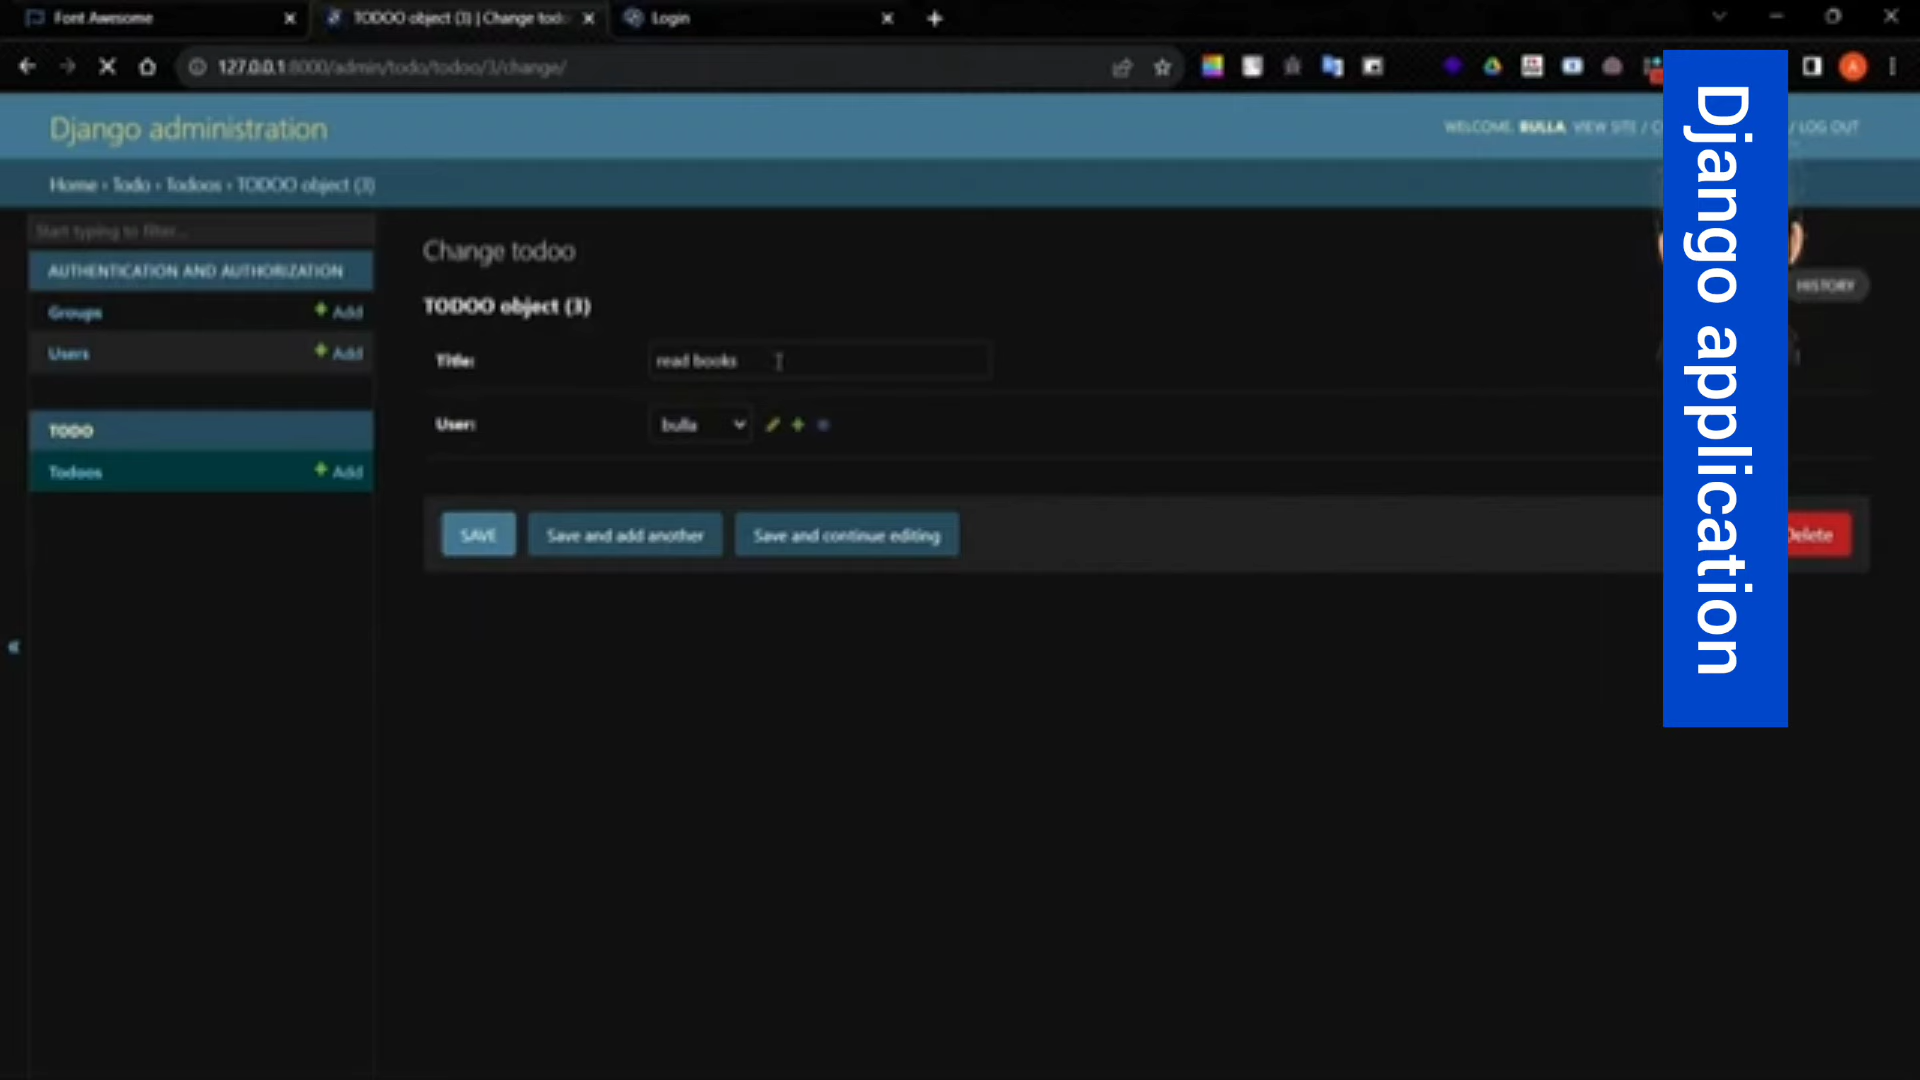 Font Awesome
TODOO object (3) | Change tod
Login
127.0.0.1:8000/admin/todo/todoo/3/change/
Django administration
WELCOME, BULLA. VIEW SITE / C
/ LOG OUT
Home › Todo › Todoos › TODOO object (3)
Start typing to filter...
AUTHENTICATION AND AUTHORIZATION
Groups
+ Add
Users
+ Add
TODO
Todoos
+ Add
Change todoo
HISTORY
TODOO object (3)
Title:
read books
User:
bulla
SAVE
Save and add another
Save and continue editing
Delete
Django application